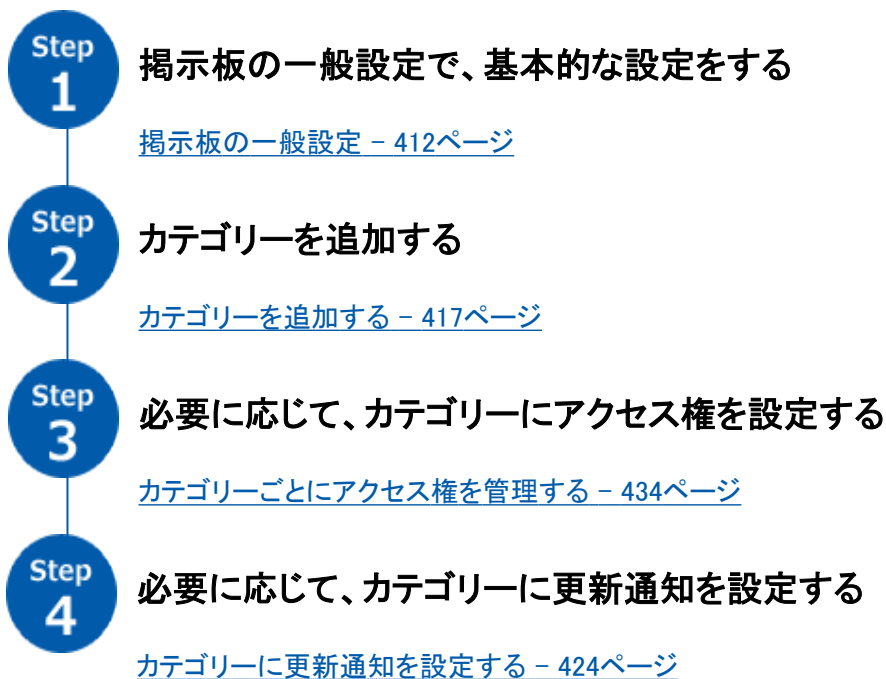 Step
1
掲示板の一般設定で、基本的な設定をする
掲示板の一般設定 - 412ページ
Step
2
カテゴリーを追加する
カテゴリーを追加する - 417ページ
Step
3
必要に応じて、カテゴリーにアクセス権を設定する
カテゴリーごとにアクセス権を管理する - 434ページ
Step
4
必要に応じて、カテゴリーに更新通知を設定する
カテゴリーに更新通知を設定する - 424ページ